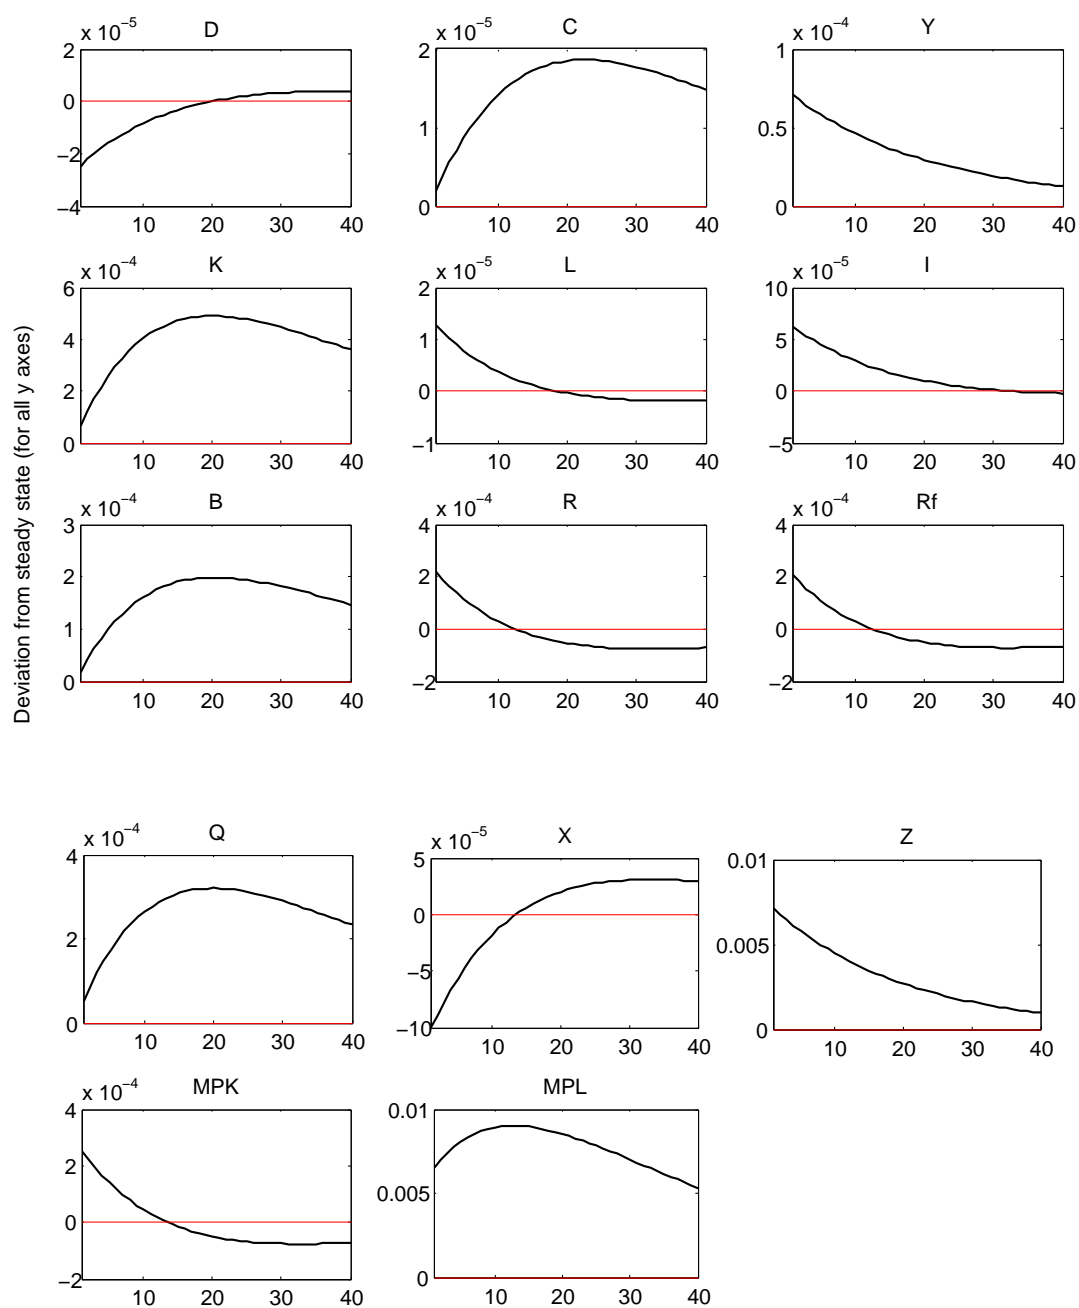 x 10⁻⁵ D
2
0
−2
−4
10 20 30 40
x 10⁻⁵ C
2
1
0
10 20 30 40
x 10⁻⁴ Y
1
0.5
0
10 20 30 40
Deviation from steady state (for all y axes)
x 10⁻⁴ K
6
4
2
0
10 20 30 40
x 10⁻⁵ L
2
1
0
−1
10 20 30 40
x 10⁻⁵ I
10
5
0
−5
10 20 30 40
x 10⁻⁴ B
3
2
1
0
10 20 30 40
x 10⁻⁴ R
4
2
0
−2
10 20 30 40
x 10⁻⁴ Rf
4
2
0
−2
10 20 30 40
x 10⁻⁴ Q
4
2
0
10 20 30 40
x 10⁻⁵ X
5
0
−5
−10
10 20 30 40
Z
0.01
0.005
0
10 20 30 40
x 10⁻⁴ MPK
4
2
0
−2
10 20 30 40
MPL
0.01
0.005
0
10 20 30 40